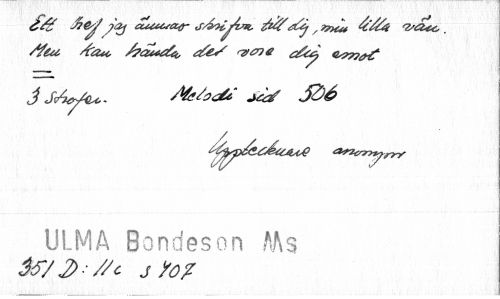 Ett bref jag ämnar skrifva till dig, min lilla vän.
Men kan hända det vore dig emot
3 Strofer. Melodi sid 506
Upptecknare anonym
ULMA Bondeson Ms
351 D: 11c s 407